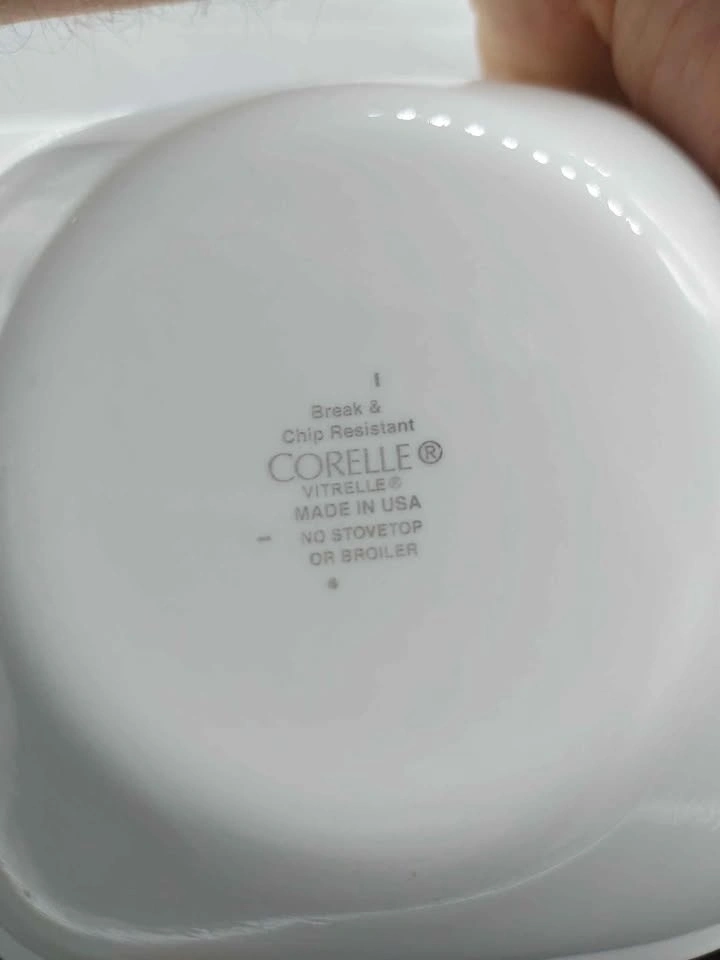 Break &
Chip Resistant
CORELLE®
VITRELLE®
MADE IN USA
NO STOVETOP
OR BROILER